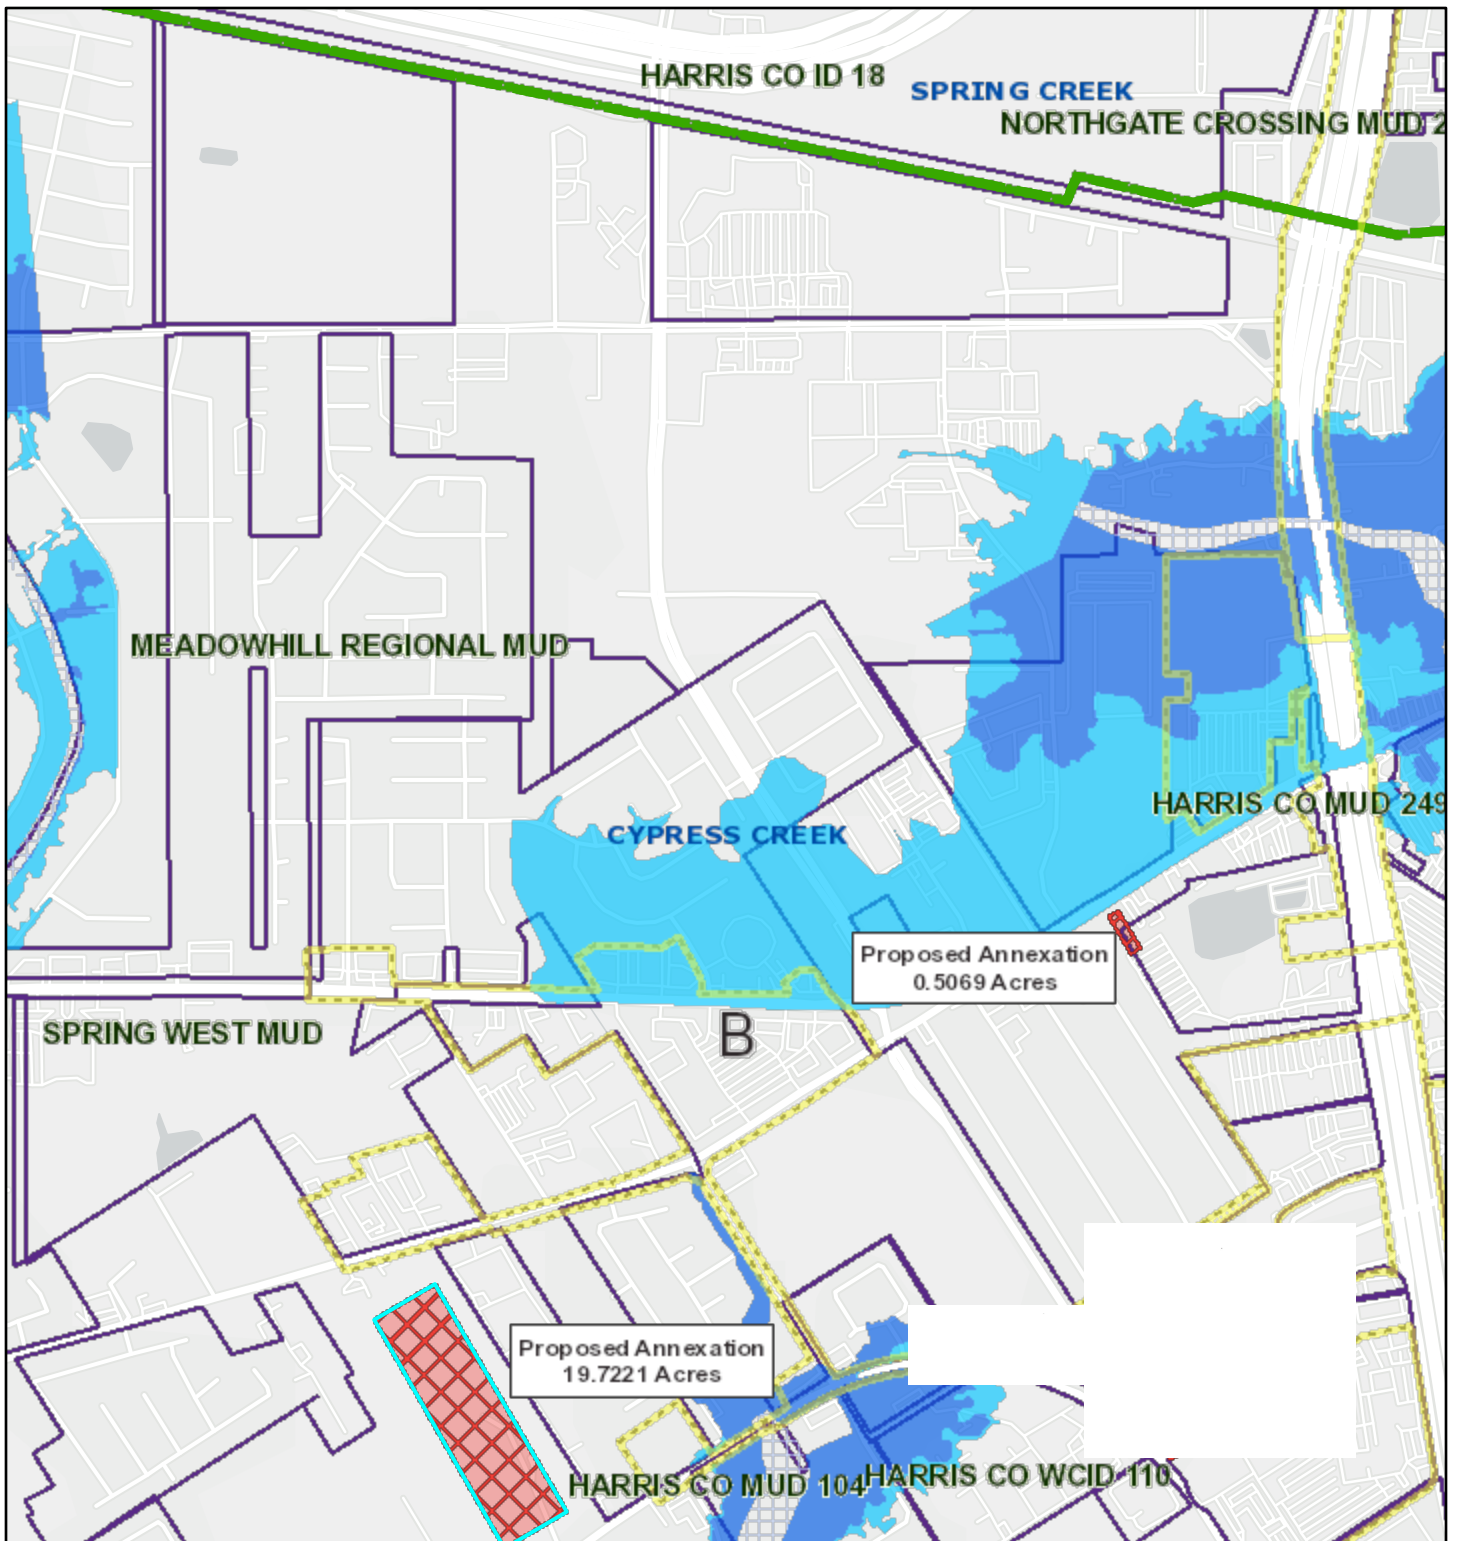 HARRIS CO ID 18
SPRING CREEK
NORTHGATE CROSSING MUD 2
MEADOWHILL REGIONAL MUD
HARRIS CO MUD 249
CYPRESS CREEK
Proposed Annexation
0.5069 Acres
SPRING WEST MUD
B
Proposed Annexation
19.7221 Acres
HARRIS CO MUD 104
HARRIS CO WCID 110